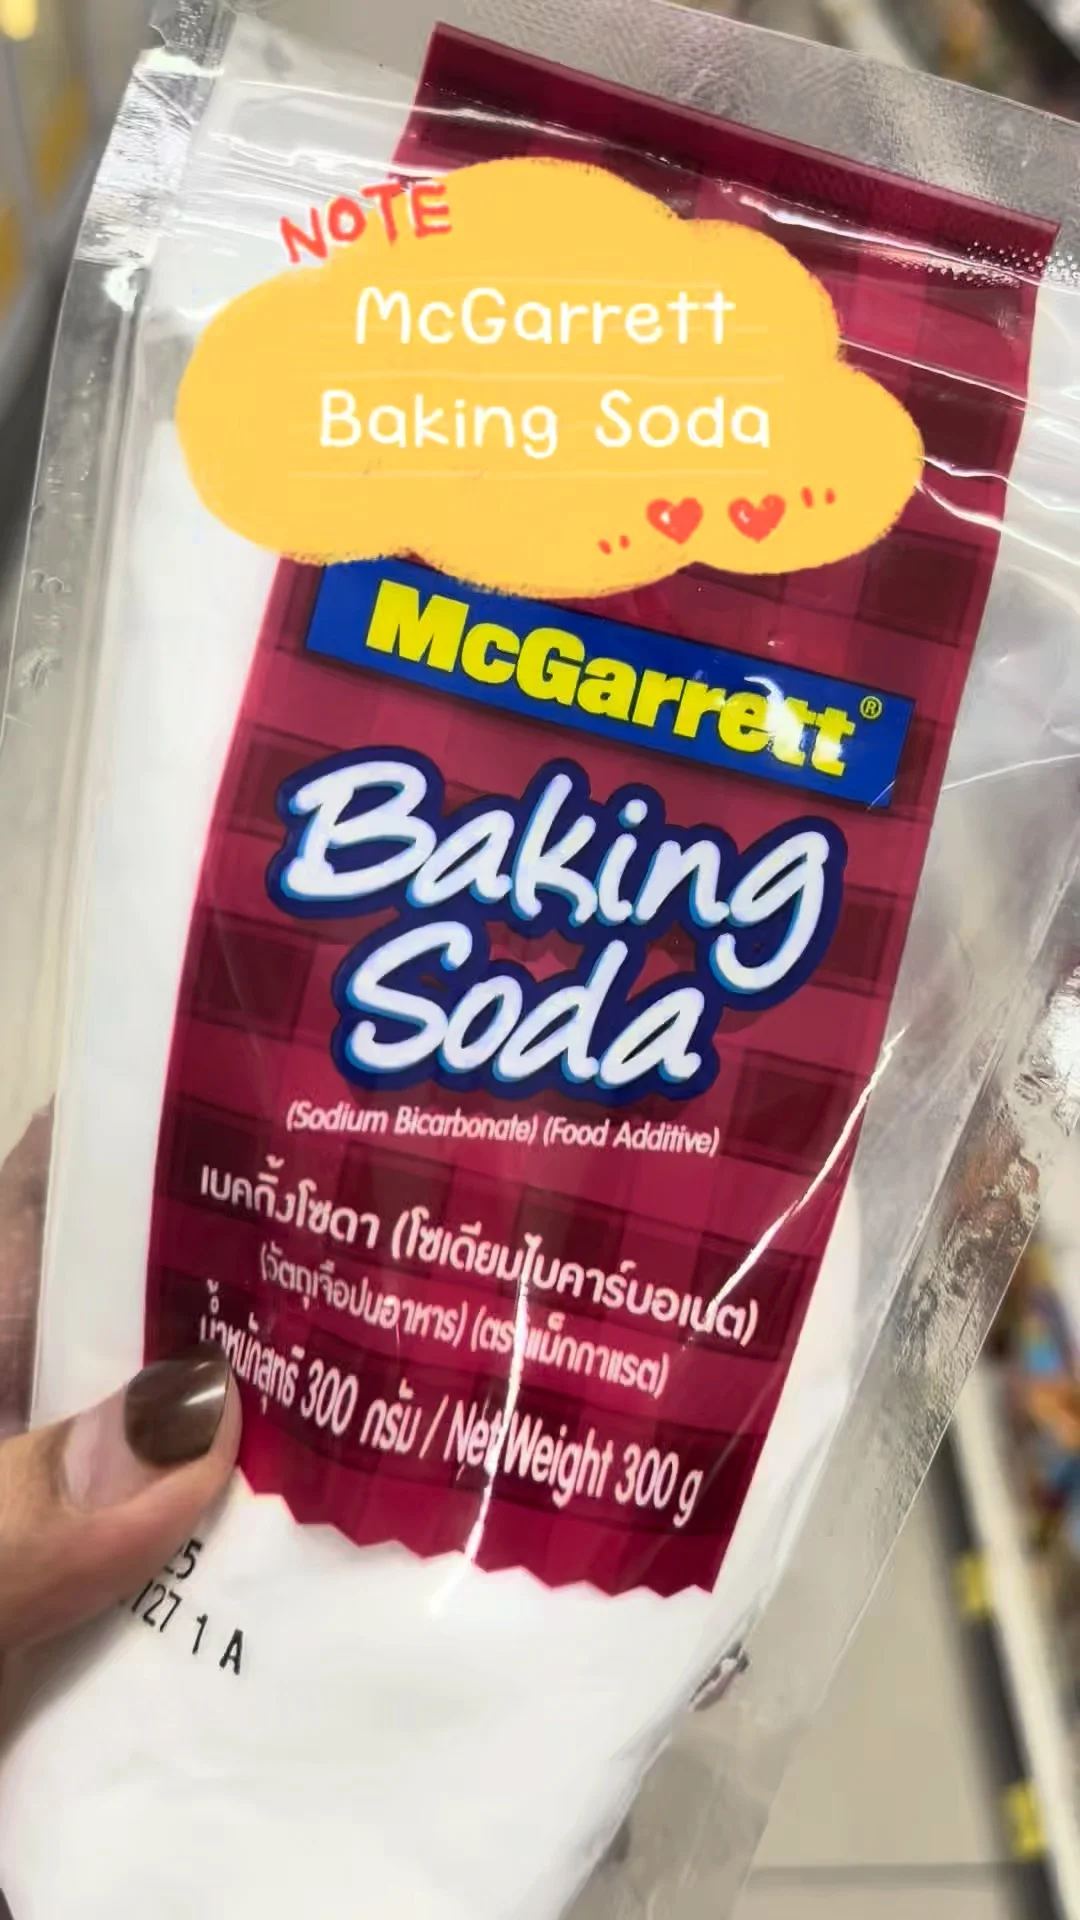 NOTE
McGarrett
Baking Soda
McGarrett®
Baking
Soda
(Sodium Bicarbonate) (Food Additive)
เบคกิ้งโซดา (โซเดียมไบคาร์บอเนต)
(วัตถุเจือปนอาหาร) (ตราแม็กกาแรต)
น้ำหนักสุทธิ 300 กรัม / Net Weight 300 g
25
127 1 A